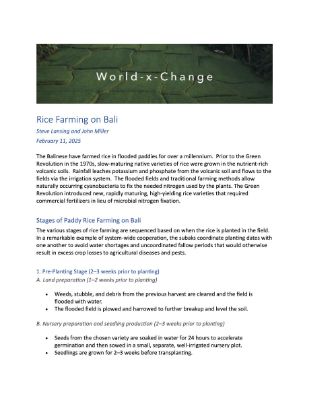 World-x-Change
Rice Farming on Bali
Steve Lansing and John Miller
February 11, 2025
The Balinese have farmed rice in flooded paddies for over a millennium. Prior to the Green
Revolution in the 1970s, slow-maturing native varieties of rice were grown in the nutrient-rich
volcanic soils. Rainfall leaches potassium and phosphate from the volcanic soil and flows to the
fields via the irrigation system. The flooded fields and traditional farming methods allow
naturally occurring cyanobacteria to fix the needed nitrogen used by the plants. The Green
Revolution introduced new, rapidly maturing, high-yielding rice varieties that required
commercial fertilizers in lieu of microbial nitrogen fixation.
Stages of Paddy Rice Farming on Bali
The various stages of rice farming are sequenced based on when the rice is planted in the field.
In a remarkable example of system-wide cooperation, the subaks coordinate planting dates with
one another to avoid water shortages and uncoordinated fallow periods that would otherwise
result in excess crop losses to agricultural diseases and pests.
1. Pre-Planting Stage (2–3 weeks prior to planting)
A. Land preparation (1–2 weeks prior to planting)
• Weeds, stubble, and debris from the previous harvest are cleared and the field is
flooded with water.
• The flooded field is plowed and harrowed to further breakup and level the soil.
B. Nursery preparation and seedling production (2–3 weeks prior to planting)
• Seeds from the chosen variety are soaked in water for 24 hours to accelerate
germination and then sowed in a small, separate, well-irrigated nursery plot.
• Seedlings are grown for 2–3 weeks before transplanting.